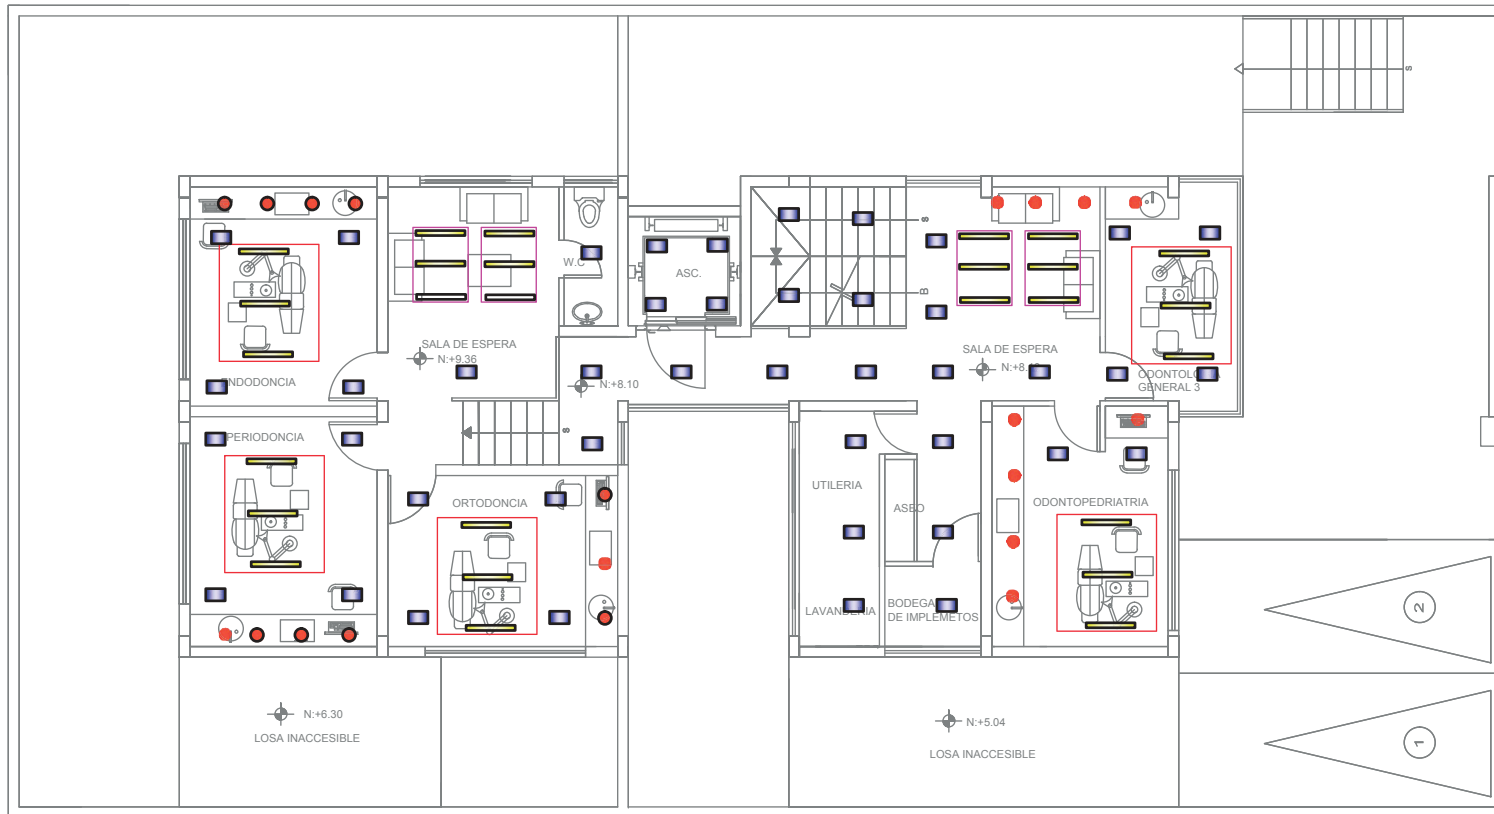 S
W.C
ASC.
S
B
SALA DE ESPERA
N:+9.36
N:+8.10
SALA DE ESPERA
ENDODONCIA
GENERAL 3
PERIODONCIA
S
ORTODONCIA
UTILERIA
ASEO
ODONTOPEDRIATRIA
LAVANDERIA
BODEGA
DE IMPLEMETOS
2
1
N:+6.30
LOSA INACCESIBLE
N:+5.04
LOSA INACCESIBLE